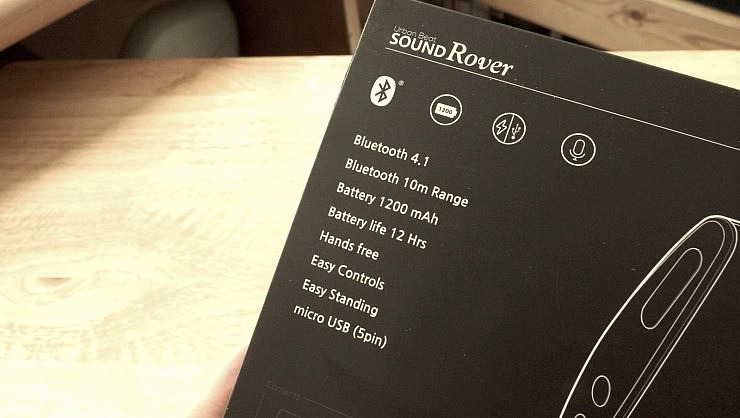 Urban Beat
SOUND Rover
®
1200
Bluetooth 4.1
Bluetooth 10m Range
Battery 1200 mAh
Battery life 12 Hrs
Hands free
Easy Controls
Easy Standing
micro USB (5pin)
Contents